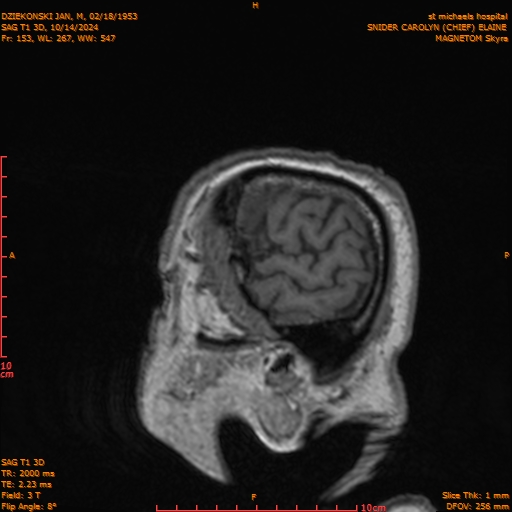 H
DZIEKONSKI JAN, M, 02/18/1953
SAG T1 3D, 10/14/2024
Fr: 153, WL: 267, WW: 547
st michaels hospital
SNIDER CAROLYN (CHIEF) ELAINE
MAGNETOM Skyra
A
P
10
cm
SAG T1 3D
TR: 2000 ms
TE: 2.23 ms
Field: 3 T
Flip Angle: 8°
F
10cm
Slice Thk: 1 mm
DFOV: 256 mm